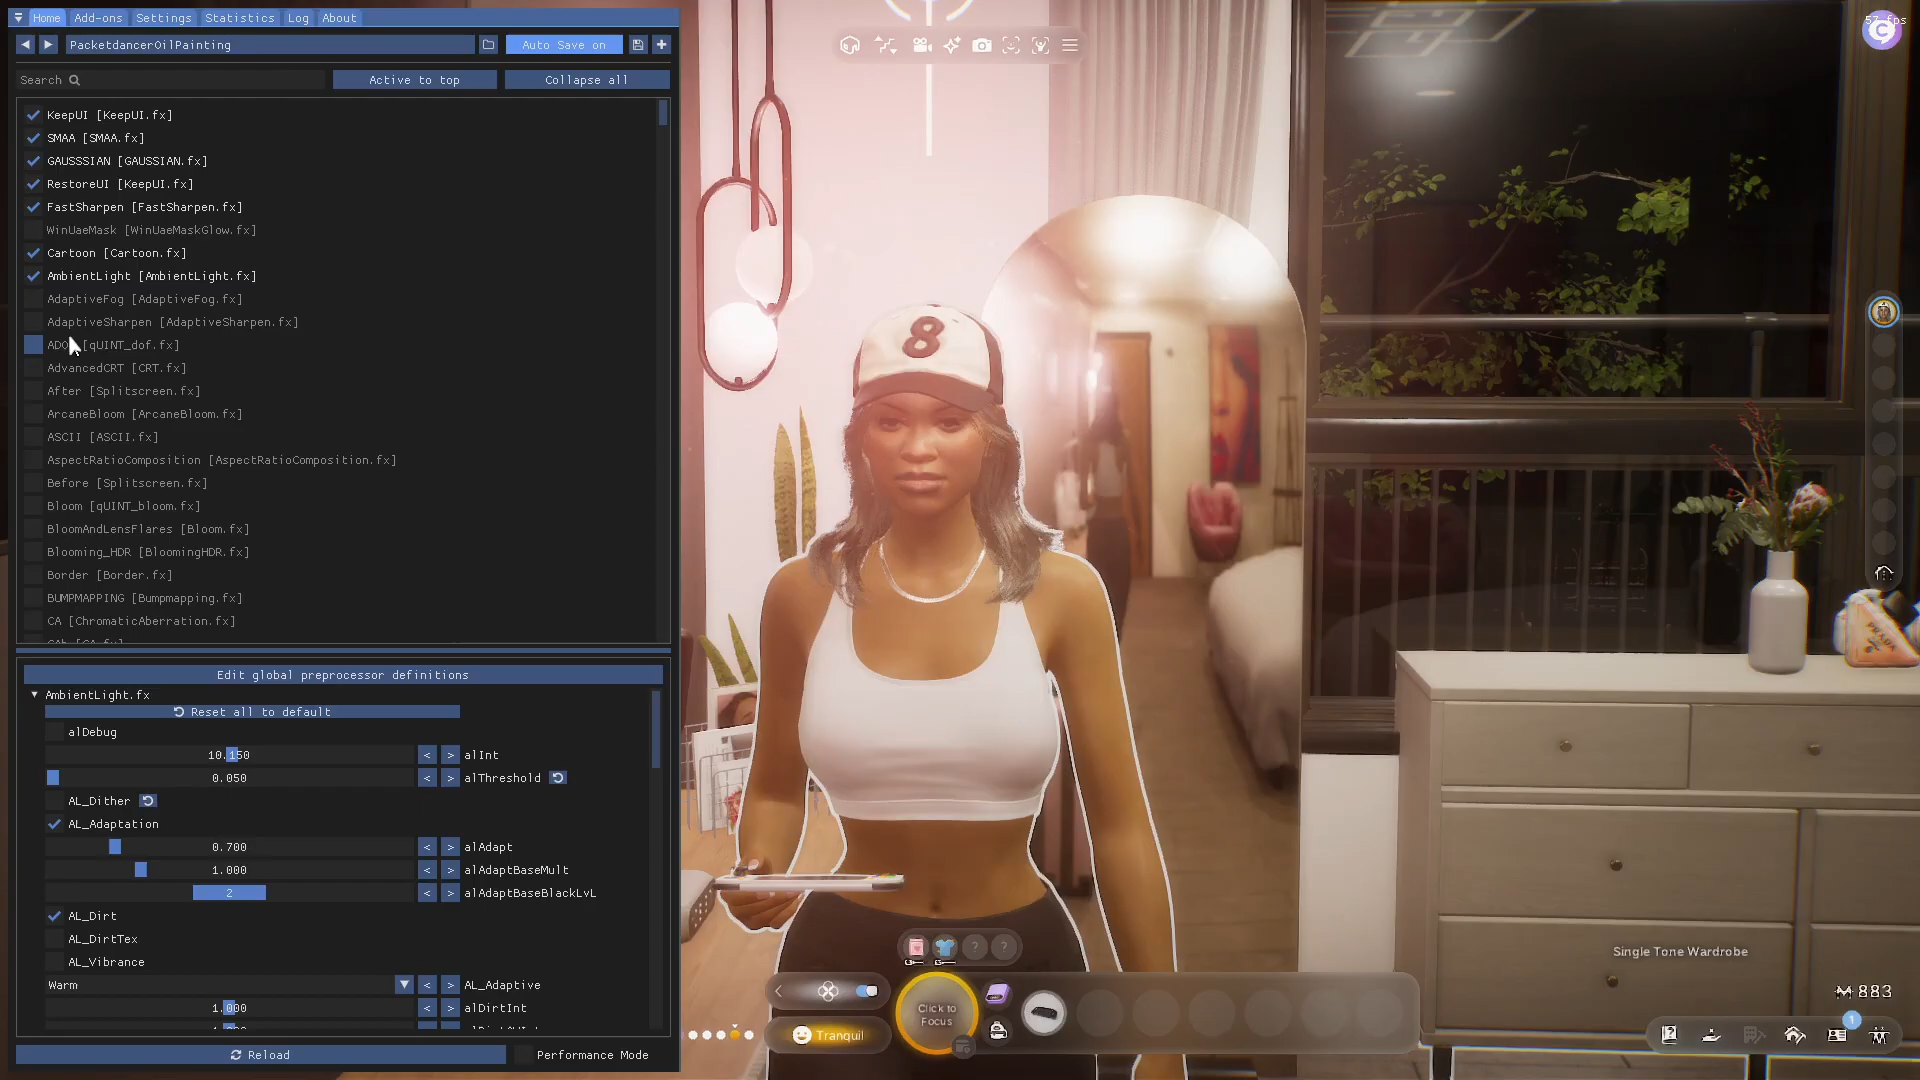 Home Add-ons Settings Statistics Log About
PacketdancerOilPainting Auto Save on
Search Active to top Collapse all
KeepUI [KeepUI.fx]
SMAA [SMAA.fx]
GAUSSSIAN [GAUSSIAN.fx]
RestoreUI [KeepUI.fx]
FastSharpen [FastSharpen.fx]
WinUaeMask [WinUaeMaskGlow.fx]
Cartoon [Cartoon.fx]
AmbientLight [AmbientLight.fx]
AdaptiveFog [AdaptiveFog.fx]
AdaptiveSharpen [AdaptiveSharpen.fx]
[qUINT_dof.fx]
AdvancedCRT [CRT.fx]
After [Splitscreen.fx]
ArcaneBloom [ArcaneBloom.fx]
ASCII [ASCII.fx]
AspectRatioComposition [AspectRatioComposition.fx]
Before [Splitscreen.fx]
Bloom [qUINT_bloom.fx]
BloomAndLensFlares [Bloom.fx]
Blooming_HDR [BloomingHDR.fx]
Border [Border.fx]
BUMPMAPPING [Bumpmapping.fx]
CA [ChromaticAberration.fx]
Edit global preprocessor definitions
AmbientLight.fx
Reset all to default
alDebug
10.150 < > alInt
0.050 < > alThreshold
AL_Dither
AL_Adaptation
0.700 < > alAdapt
1.000 < > alAdaptBaseMult
2 < > alAdaptBaseBlackLvL
AL_Dirt
AL_DirtTex
AL_Vibrance
Warm < > AL_Adaptive
1.000 < > alDirtInt
Reload Performance Mode
57 fps
8
Click to
Focus
Tranquil
Single Tone Wardrobe
883
1
? ?